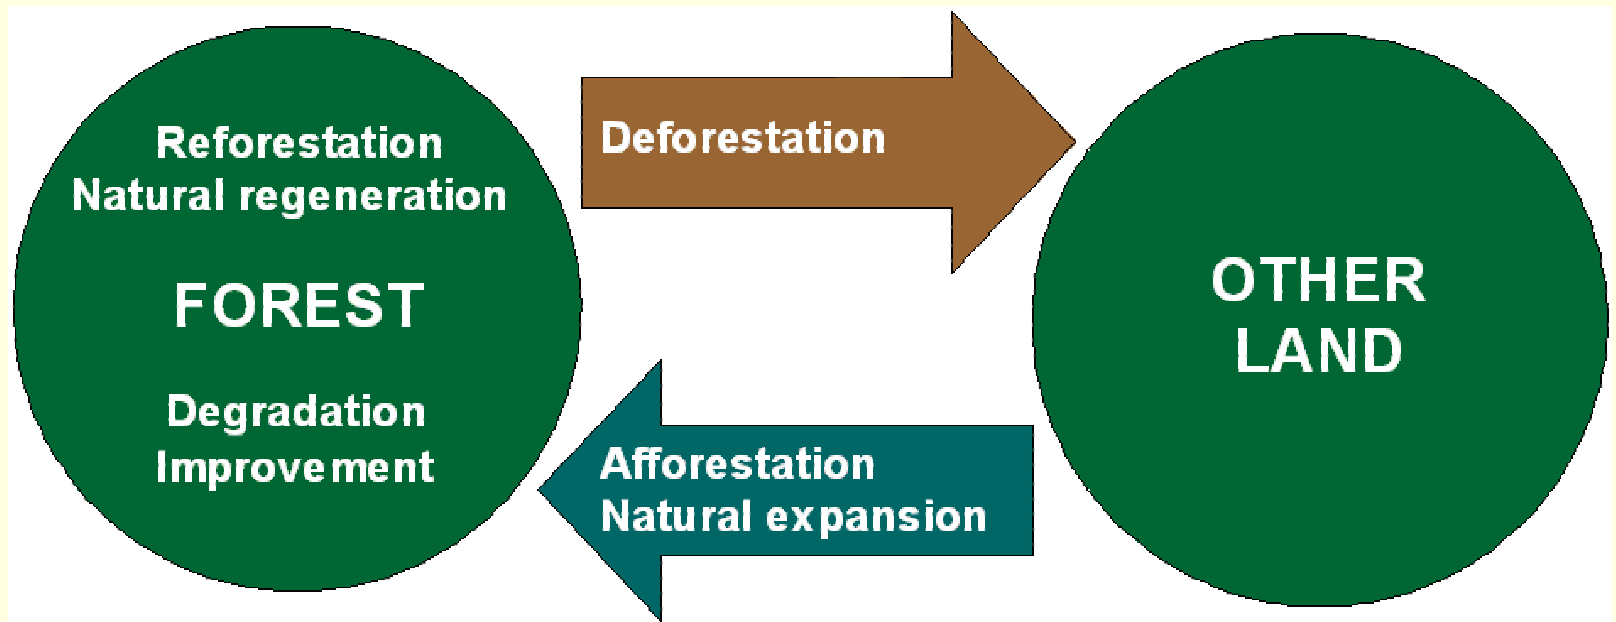 Reforestation
Natural regeneration
FOREST
Degradation
Improvement
Deforestation
Afforestation
Natural expansion
OTHER
LAND